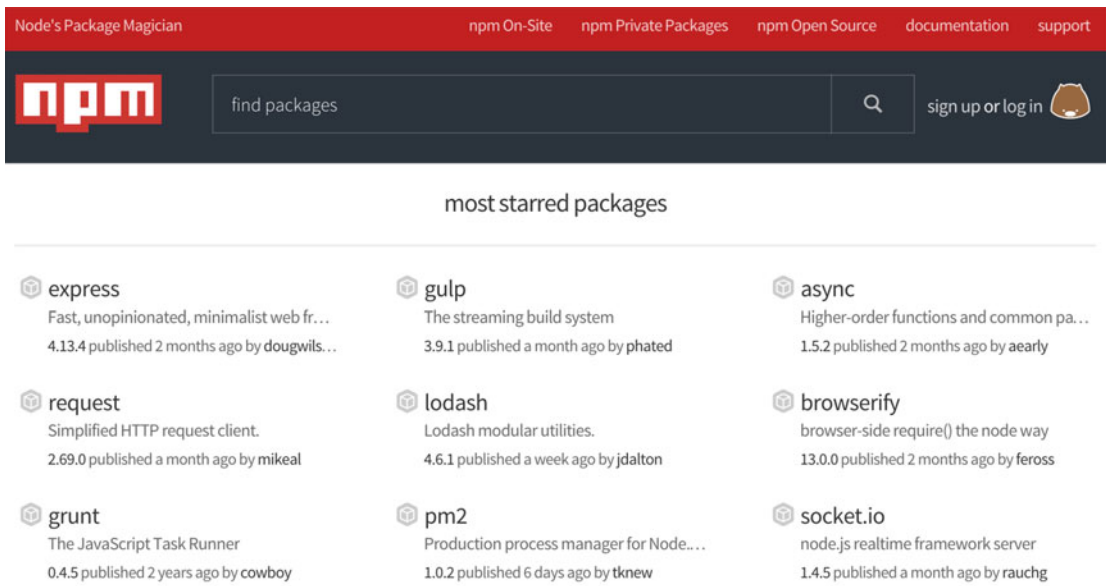 Node's Package Magician
npm On-Site npm Private Packages npm Open Source documentation support
npm
find packages
sign up or log in
most starred packages
express
Fast, unopinionated, minimalist web fr…
4.13.4 published 2 months ago by dougwils…
gulp
The streaming build system
3.9.1 published a month ago by phated
async
Higher-order functions and common pa…
1.5.2 published 2 months ago by aearly
request
Simplified HTTP request client.
2.69.0 published a month ago by mikeal
lodash
Lodash modular utilities.
4.6.1 published a week ago by jdalton
browserify
browser-side require() the node way
13.0.0 published 2 months ago by feross
grunt
The JavaScript Task Runner
0.4.5 published 2 years ago by cowboy
pm2
Production process manager for Node.…
1.0.2 published 6 days ago by tknew
socket.io
node.js realtime framework server
1.4.5 published a month ago by rauchg